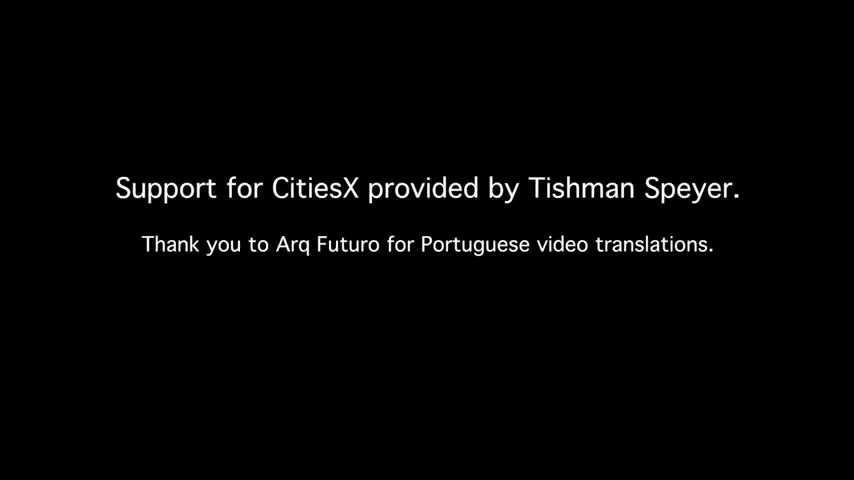 Support for CitiesX provided by Tishman Speyer.
Thank you to Arq Futuro for Portuguese video translations.